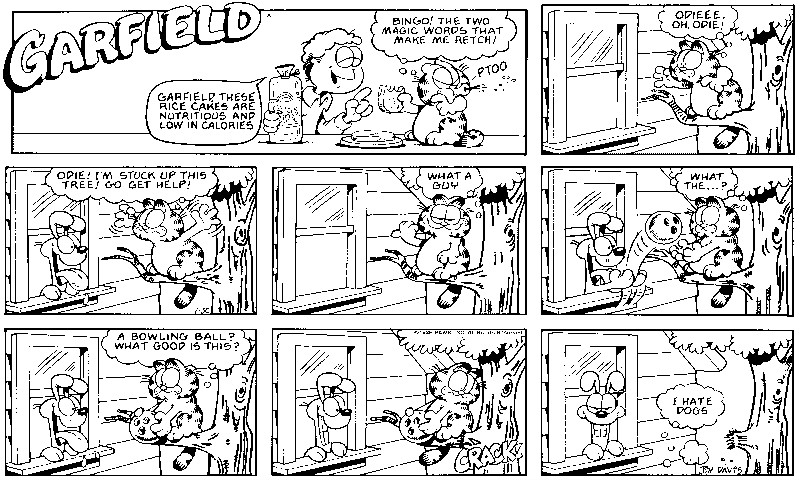 GARFIELD
GARFIELD THESE
RICE CAKES ARE
NUTRITIOUS AND
LOW IN CALORIES
BINGO! THE TWO
MAGIC WORDS THAT
MAKE ME RETCH!
PTOO
ODIEEE.
OH, ODIE!
ODIE! I'M STUCK UP THIS
TREE! GO GET HELP!
WHAT A
GUY
WHAT
THE...?
A BOWLING BALL?
WHAT GOOD IS THIS?
CRACK!
I HATE
DOGS
JIM DAVIS